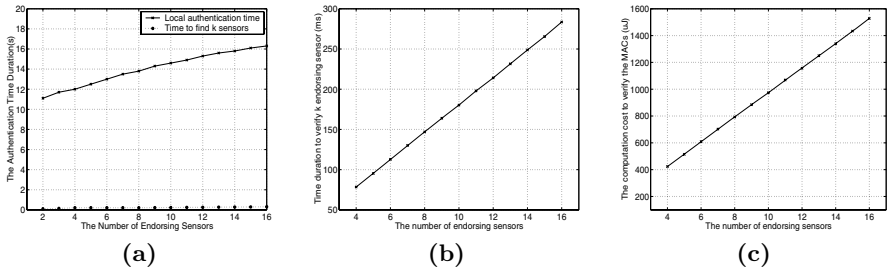 The Authentication Time Duration(s)
20
18
16
14
12
10
8
6
4
2
0
Local authentication time
Time to find k sensors
2 4 6 8 10 12 14 16
The Number of Endorsing Sensors
(a)
Time duration to verify k endorsing sensor (ms)
300
250
200
150
100
50
4 6 8 10 12 14 16
The number of endorsing sensors
(b)
The computation cost to verify the MACs (uJ)
1600
1400
1200
1000
800
600
400
200
4 6 8 10 12 14 16
The number of endorsing sensors
(c)